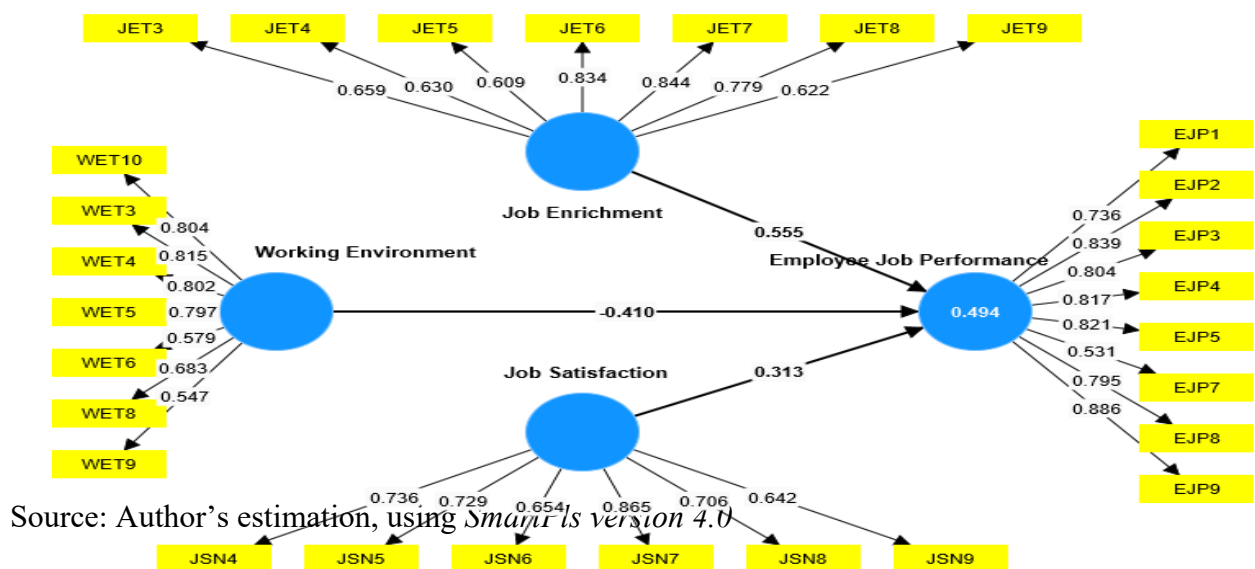 JET3 JET4 JET5 JET6 JET7 JET8 JET9
0.659 0.630 0.609 0.834 0.844 0.779 0.622
Job Enrichment
WET10
WET3
WET4
WET5
WET6
WET8
WET9
0.804
0.815
0.802
0.797
0.579
0.683
0.547
Working Environment
0.555
-0.410
0.313
Employee Job Performance
0.494
EJP1
EJP2
EJP3
EJP4
EJP5
EJP7
EJP8
EJP9
0.736
0.839
0.804
0.817
0.821
0.531
0.795
0.886
Job Satisfaction
0.736 0.729 0.654 0.865 0.706 0.642
Source: Author’s estimation, using SmartPls version 4.0
JSN4 JSN5 JSN6 JSN7 JSN8 JSN9